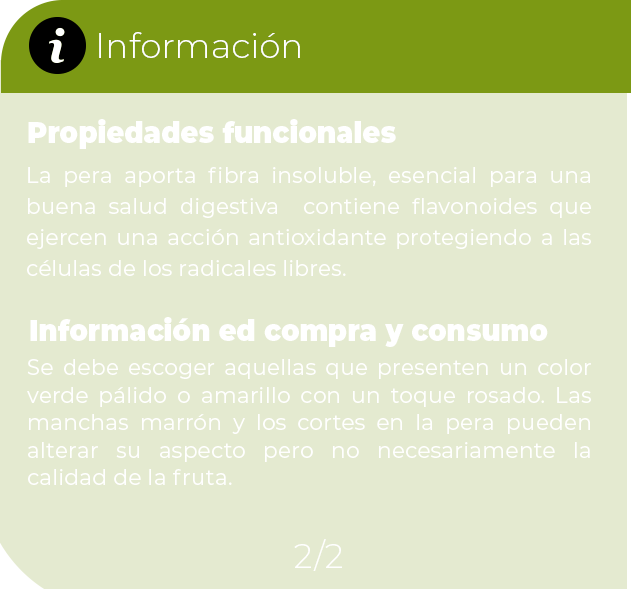 i Información
Propiedades funcionales
La pera aporta fibra insoluble, esencial para una
buena salud digestiva contiene flavonoides que
ejercen una acción antioxidante protegiendo a las
células de los radicales libres.
Información ed compra y consumo
Se debe escoger aquellas que presenten un color
verde pálido o amarillo con un toque rosado. Las
manchas marrón y los cortes en la pera pueden
alterar su aspecto pero no necesariamente la
calidad de la fruta.
2/2